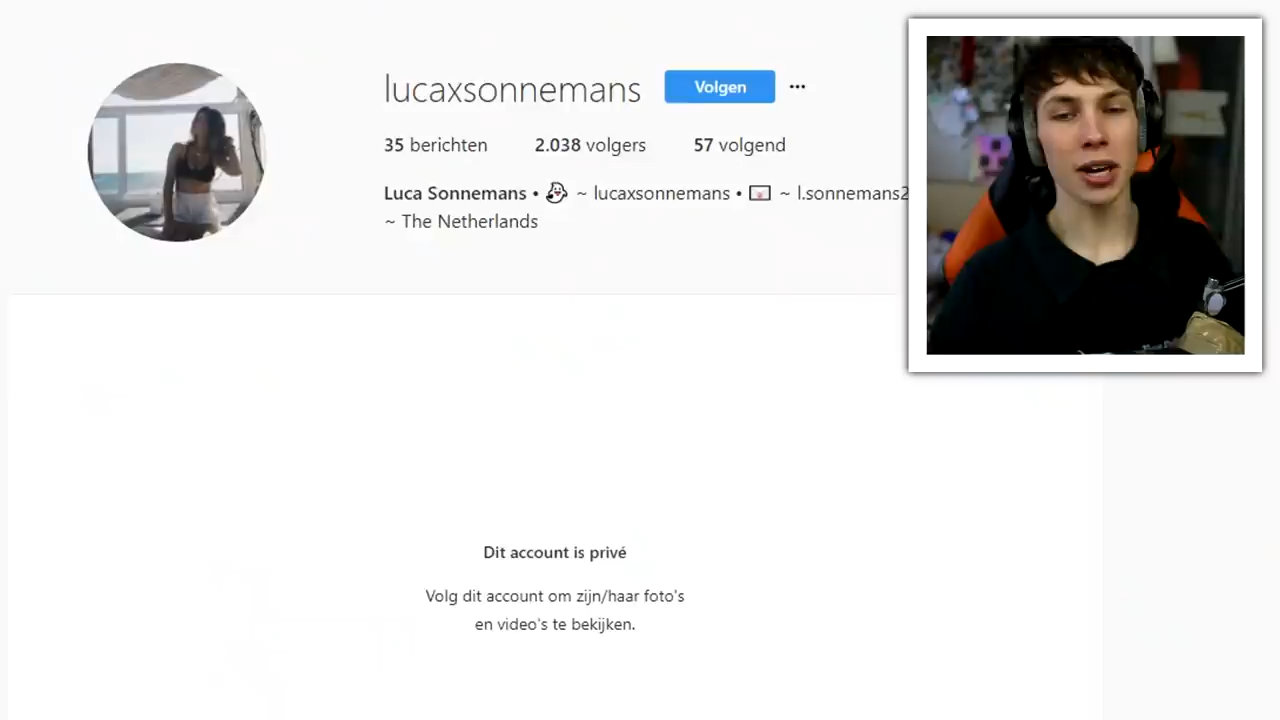 lucaxsonnemans Volgen
35 berichten 2.038 volgers 57 volgend
Luca Sonnemans • 👻 ~ lucaxsonnemans • 💌 ~ l.sonnemans2
~ The Netherlands
Dit account is privé
Volg dit account om zijn/haar foto's
en video's te bekijken.